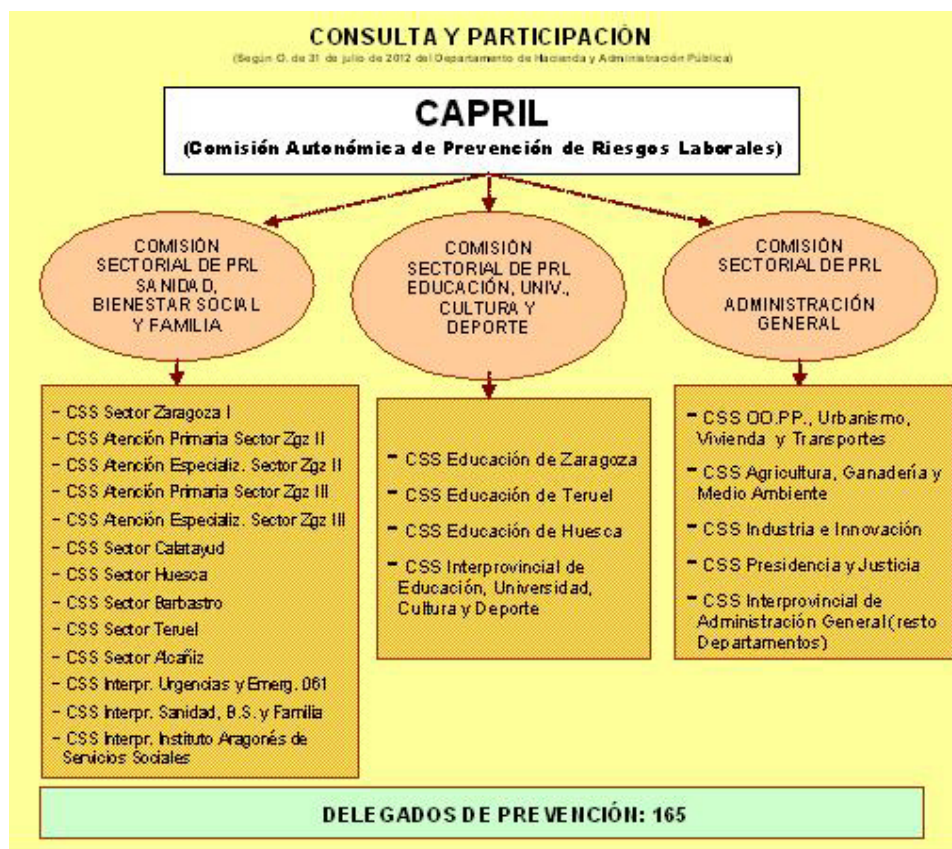 CONSULTA Y PARTICIPACIÓN
(Según O. de 31 de julio de 2012 del Departamento de Hacienda y Administración Pública)
CAPRIL
(Comisión Autonómica de Prevención de Riesgos Laborales)
COMISIÓN
SECTORIAL DE PRL
SANIDAD,
BIENESTAR SOCIAL
Y FAMILIA
COMISIÓN
SECTORIAL DE PRL
EDUCACIÓN, UNIV.,
CULTURA Y
DEPORTE
COMISIÓN
SECTORIAL DE PRL
ADMINISTRACIÓN
GENERAL
- CSS Sector Zaragoza I
- CSS Atención Primaria Sector Zgz II
- CSS Atención Especializ. Sector Zgz II
- CSS Atención Primaria Sector Zgz III
- CSS Atención Especializ. Sector Zgz III
- CSS Sector Calatayud
- CSS Sector Huesca
- CSS Sector Barbastro
- CSS Sector Teruel
- CSS Sector Alcañiz
- CSS Interpr. Urgencias y Emerg. 061
- CSS Interpr. Sanidad, B.S. y Familia
- CSS Interpr. Instituto Aragonés de
Servicios Sociales
- CSS Educación de Zaragoza
- CSS Educación de Teruel
- CSS Educación de Huesca
- CSS Interprovincial de
Educación, Universidad,
Cultura y Deporte
- CSS OO.PP., Urbanismo,
Vivienda y Transportes
- CSS Agricultura, Ganadería y
Medio Ambiente
- CSS Industria e Innovación
- CSS Presidencia y Justicia
- CSS Interprovincial de
Administración General (resto
Departamentos)
DELEGADOS DE PREVENCIÓN: 165